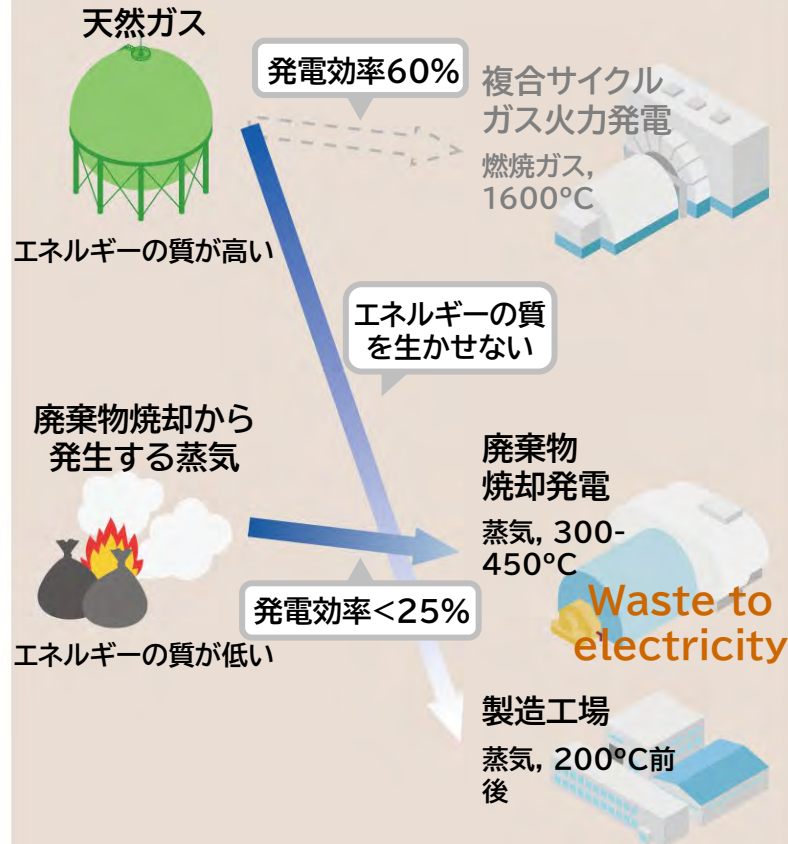 天然ガス
発電効率60%
複合サイクル
ガス火力発電
燃焼ガス,
1600℃
エネルギーの質が高い
エネルギーの質
を生かせない
廃棄物焼却から
発生する蒸気
廃棄物
焼却発電
蒸気, 300-
450℃
発電効率<25%
Waste to
electricity
エネルギーの質が低い
製造工場
蒸気, 200℃前
後